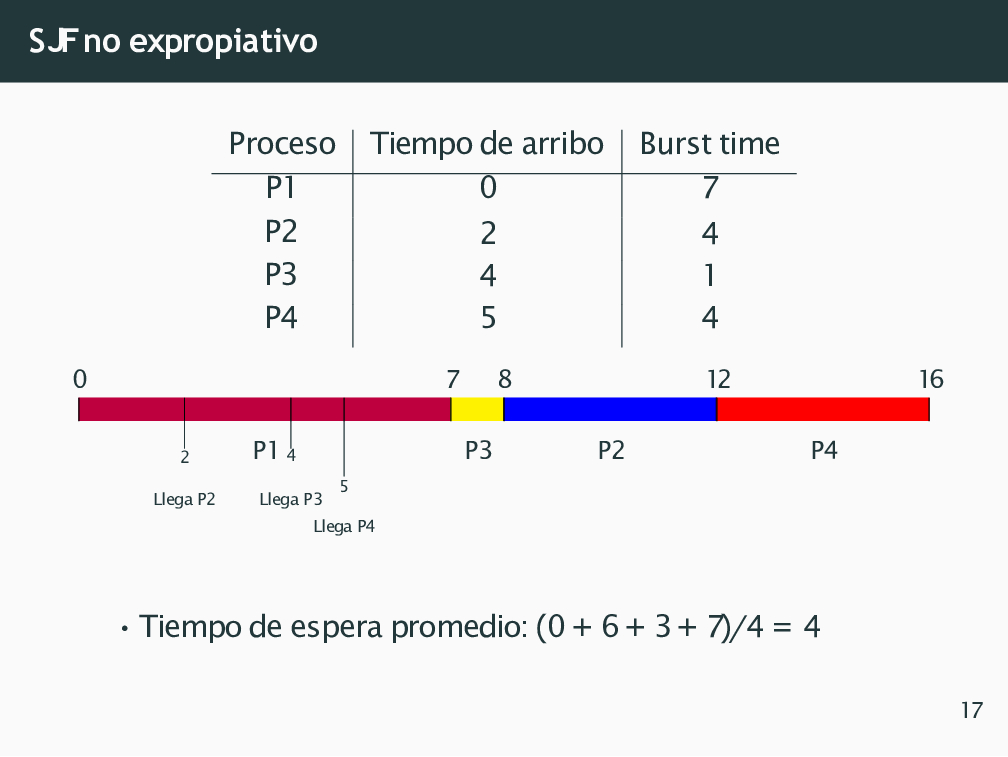 SJF no expropiativo
Proceso Tiempo de arribo Burst time
P1 0 7
P2 2 4
P3 4 1
P4 5 4
0 7 8 12 16
P1 P3 P2 P4
2 4
5
Llega P2 Llega P3
Llega P4
• Tiempo de espera promedio: (0 + 6 + 3 + 7)/4 = 4
17